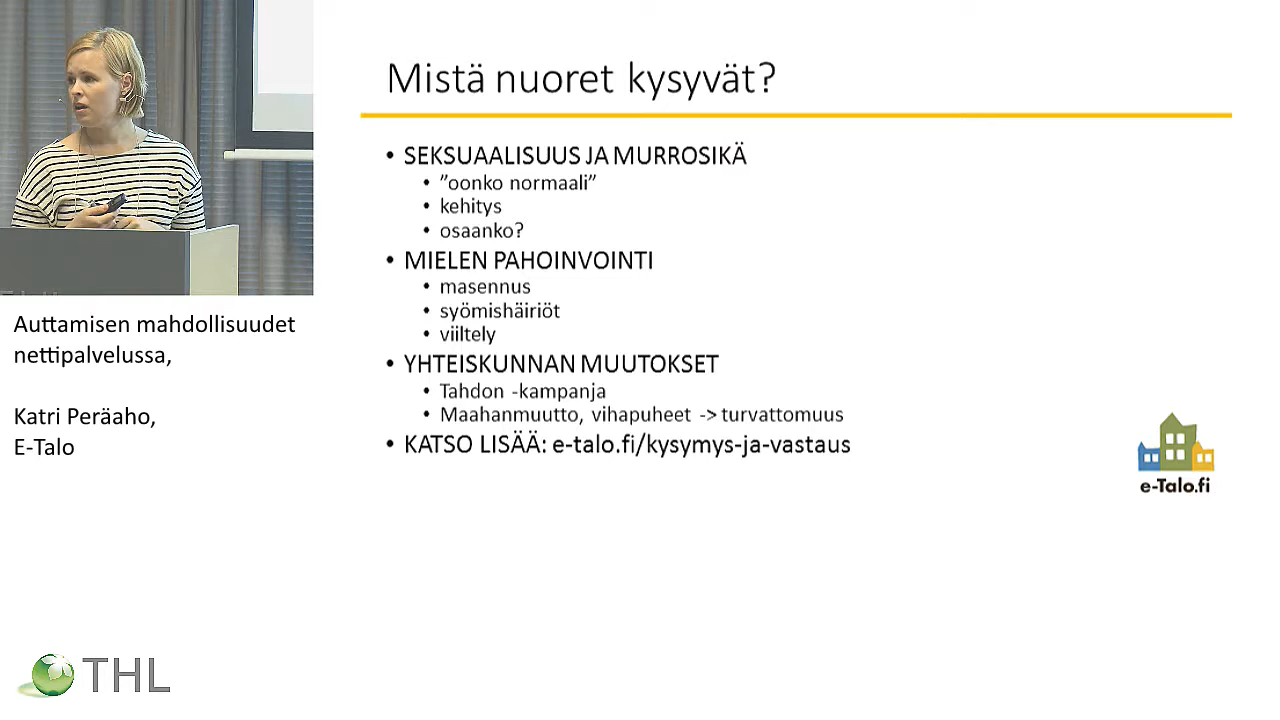 Mistä nuoret kysyvät?
• SEKSUAALISUUS JA MURROSIKÄ
• ”oonko normaali”
• kehitys
• osaanko?
• MIELEN PAHOINVOINTI
• masennus
• syömishäiriöt
• viiltely
• YHTEISKUNNAN MUUTOKSET
• Tahdon -kampanja
• Maahanmuutto, vihapuheet -> turvattomuus
• KATSO LISÄÄ: e-talo.fi/kysymys-ja-vastaus
e-Talo.fi
Auttamisen mahdollisuudet
nettipalvelussa,
Katri Peräaho,
E-Talo
THL